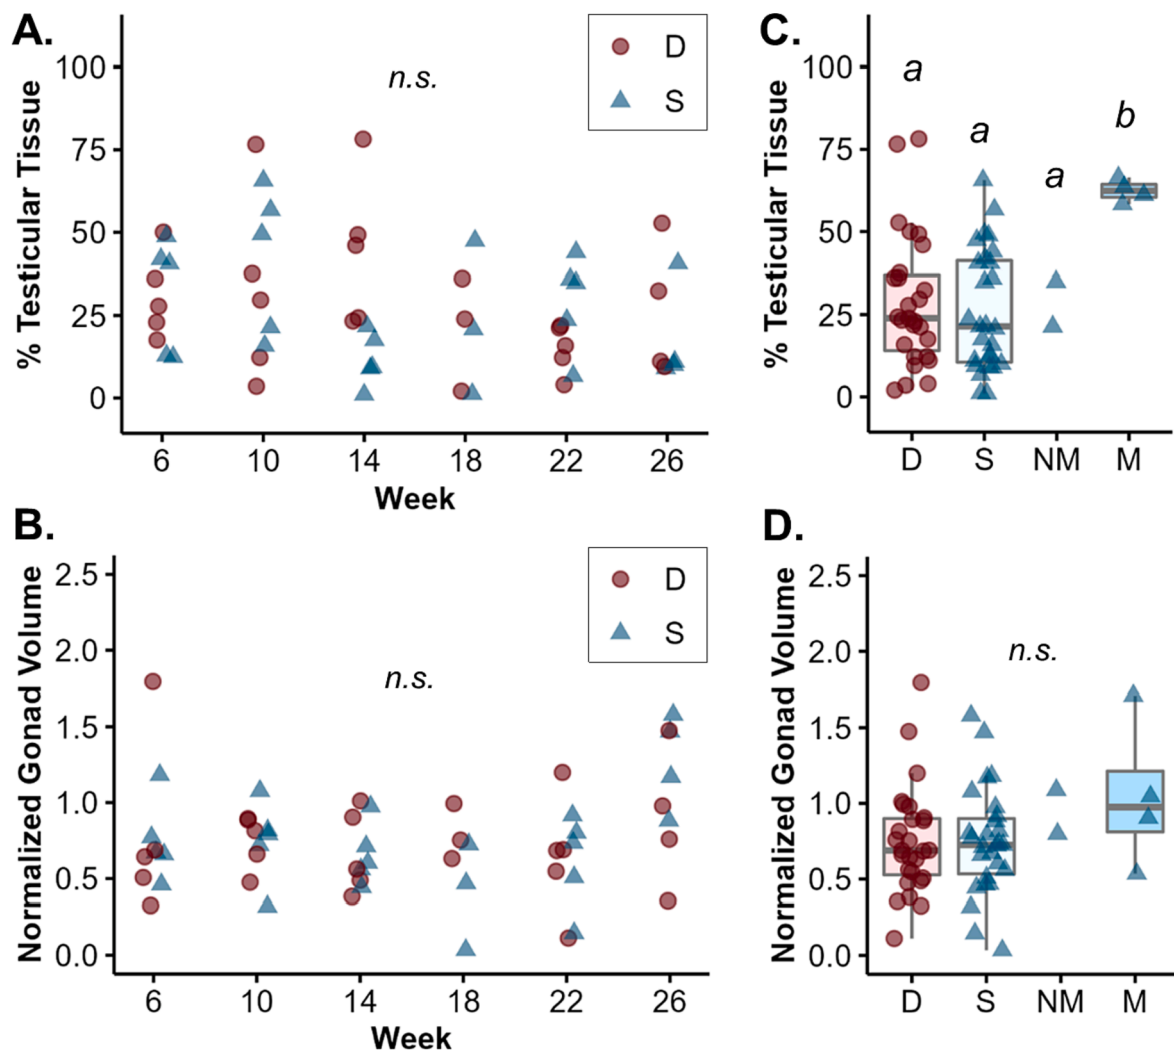 A.
% Testicular Tissue
100
75
50
25
0
n.s.
D
S
6 10 14 18 22 26
Week
C.
% Testicular Tissue
100
75
50
25
0
a
a
a
b
D S NM M
B.
Normalized Gonad Volume
2.5
2.0
1.5
1.0
0.5
0.0
n.s.
D
S
6 10 14 18 22 26
Week
D.
Normalized Gonad Volume
2.5
2.0
1.5
1.0
0.5
0.0
n.s.
D S NM M